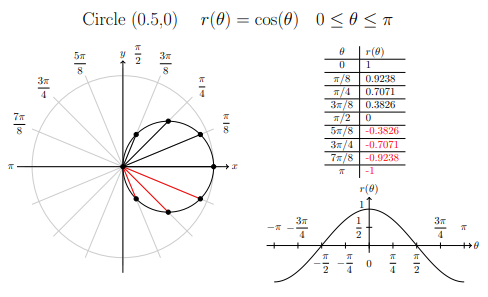 Circle (0.5,0) r(θ) = cos(θ) 0 ≤ θ ≤ π
y
π/2
5π/8
3π/8
3π/4
π/4
7π/8
π/8
π
x
θ r(θ)
0 1
π/8 0.9238
π/4 0.7071
3π/8 0.3826
π/2 0
5π/8 -0.3826
3π/4 -0.7071
7π/8 -0.9238
π -1
r(θ)
1
1/2
−π −3π/4 3π/4 π
θ
−π/2 −π/4 0 π/4 π/2